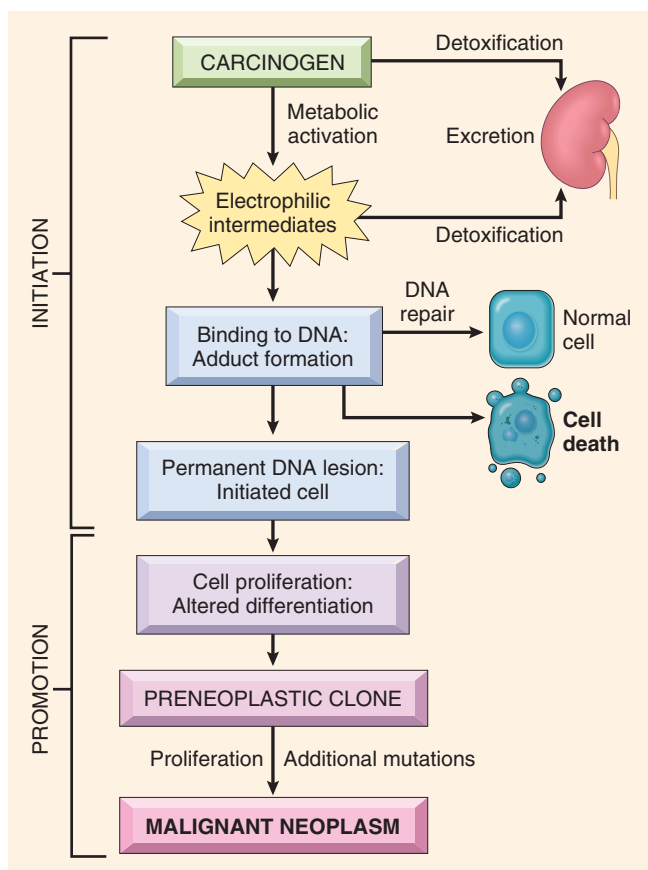 Detoxification
CARCINOGEN
Metabolic
activation
Excretion
Electrophilic
intermediates
Detoxification
INITIATION
DNA
repair
Binding to DNA:
Adduct formation
Normal
cell
Cell
death
Permanent DNA lesion:
Initiated cell
Cell proliferation:
Altered differentiation
PROMOTION
PRENEOPLASTIC CLONE
Proliferation
Additional mutations
MALIGNANT NEOPLASM